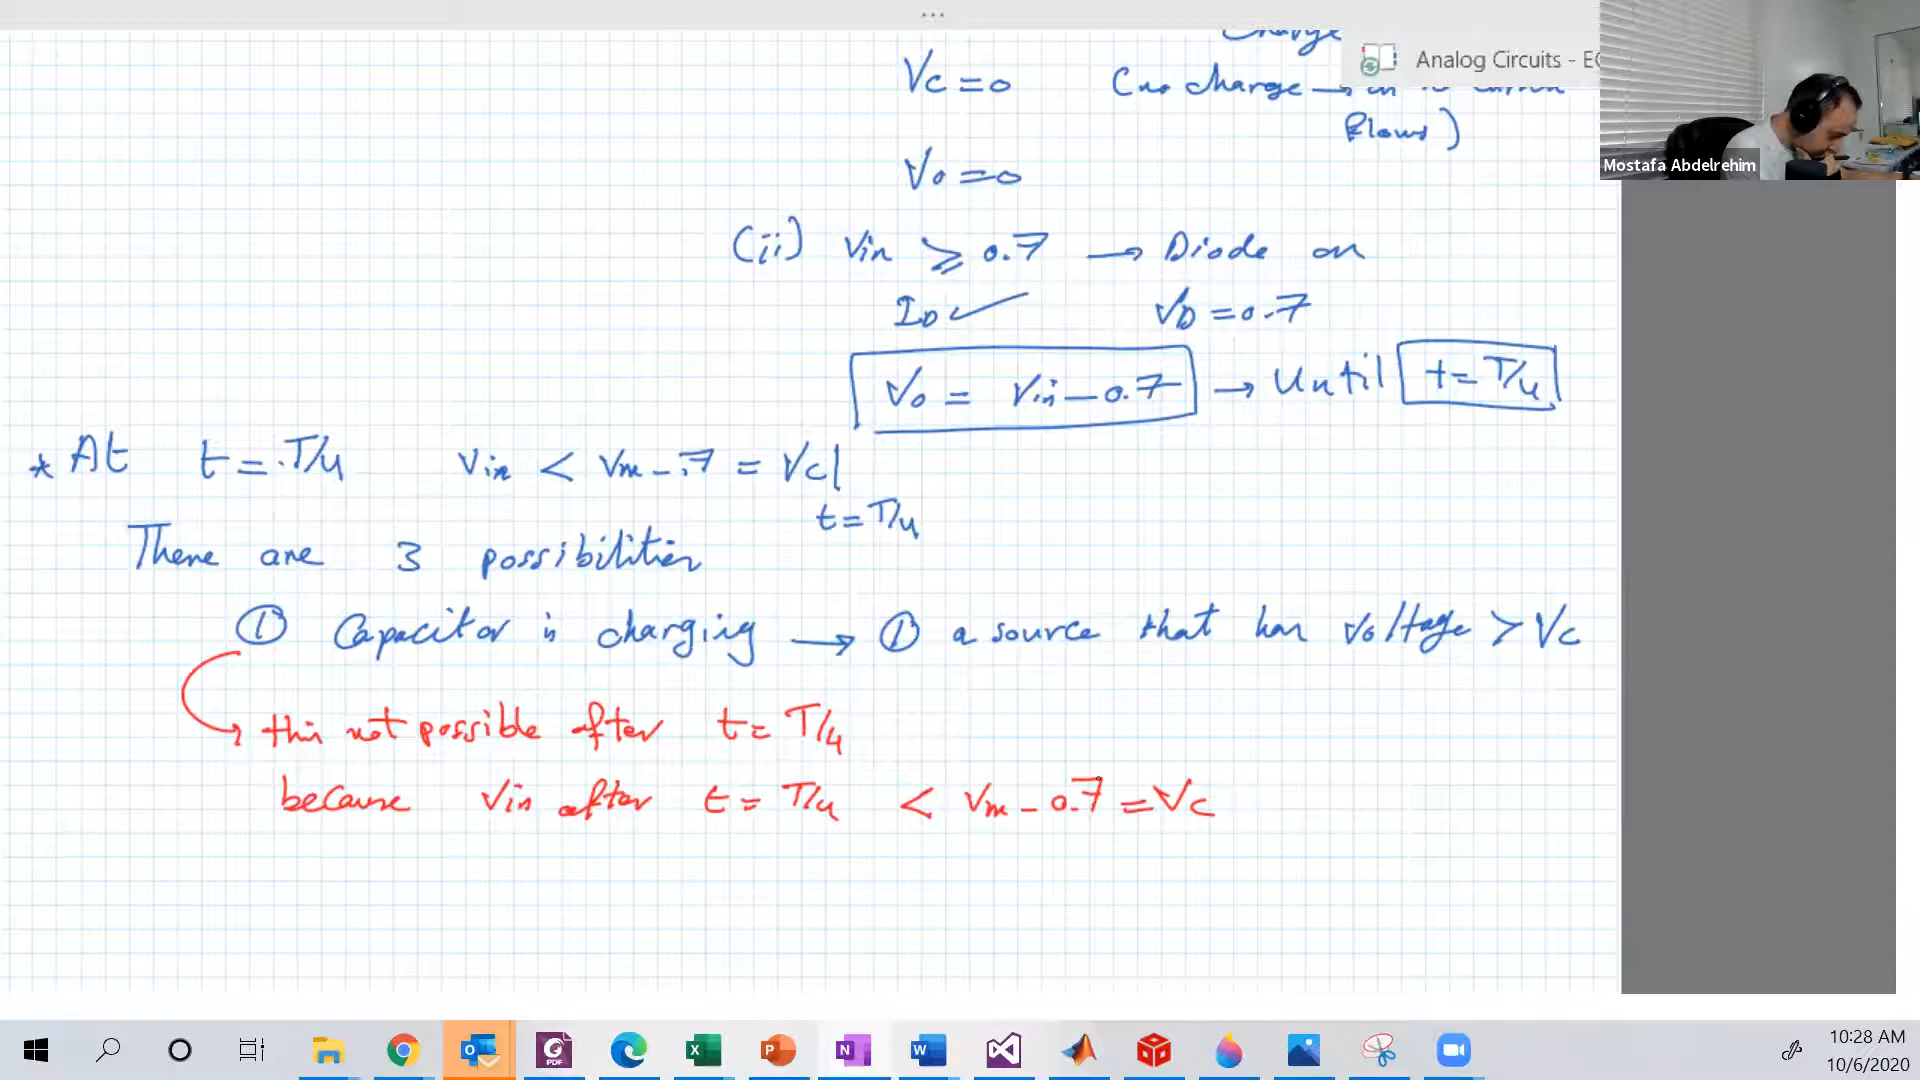 ...
Charge
Analog Circuits - EC
Vc = 0 (no charge → current
flows)
Vo = 0
(ii) Vin ⩾ 0.7 → Diode on
ID ✓ VD = 0.7
Vo = Vin - 0.7 → Until t = T/4
* At t = T/4 Vin < Vm - .7 = Vc|
t = T/4
There are 3 possibilities
① Capacitor is charging → ① a source that has voltage > Vc
this not possible after t = T/4
because Vin after t = T/4 < Vm - 0.7 = Vc
Mostafa Abdelrehim
10:28 AM
10/6/2020